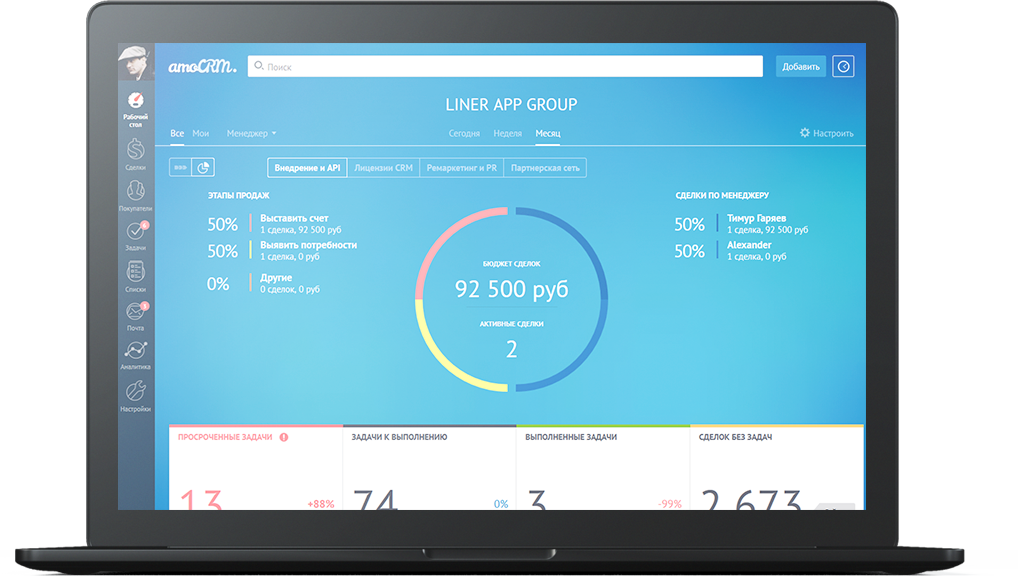 amoCRM.
Поиск
Добавить
LINER APP GROUP
Все Мои Менеджер
Сегодня Неделя Месяц
Настроить
Внедрение и API Лицензии CRM Ремаркетинг и PR Партнерская сеть
Рабочий
стол
Сделки
Покупатели
Задачи
Списки
Почта
Аналитика
Настройки
ЭТАПЫ ПРОДАЖ
50% Выставить счет
1 сделка, 92 500 руб
50% Выявить потребности
1 сделка, 0 руб
0% Другие
0 сделок, 0 руб
БЮДЖЕТ СДЕЛОК
92 500 руб
АКТИВНЫЕ СДЕЛКИ
2
СДЕЛКИ ПО МЕНЕДЖЕРУ
50% Тимур Гаряев
1 сделка, 92 500 руб
50% Alexander
1 сделка, 0 руб
ПРОСРОЧЕННЫЕ ЗАДАЧИ
13 +88%
ЗАДАЧИ К ВЫПОЛНЕНИЮ
74 0%
ВЫПОЛНЕННЫЕ ЗАДАЧИ
3 -99%
СДЕЛОК БЕЗ ЗАДАЧ
2 673